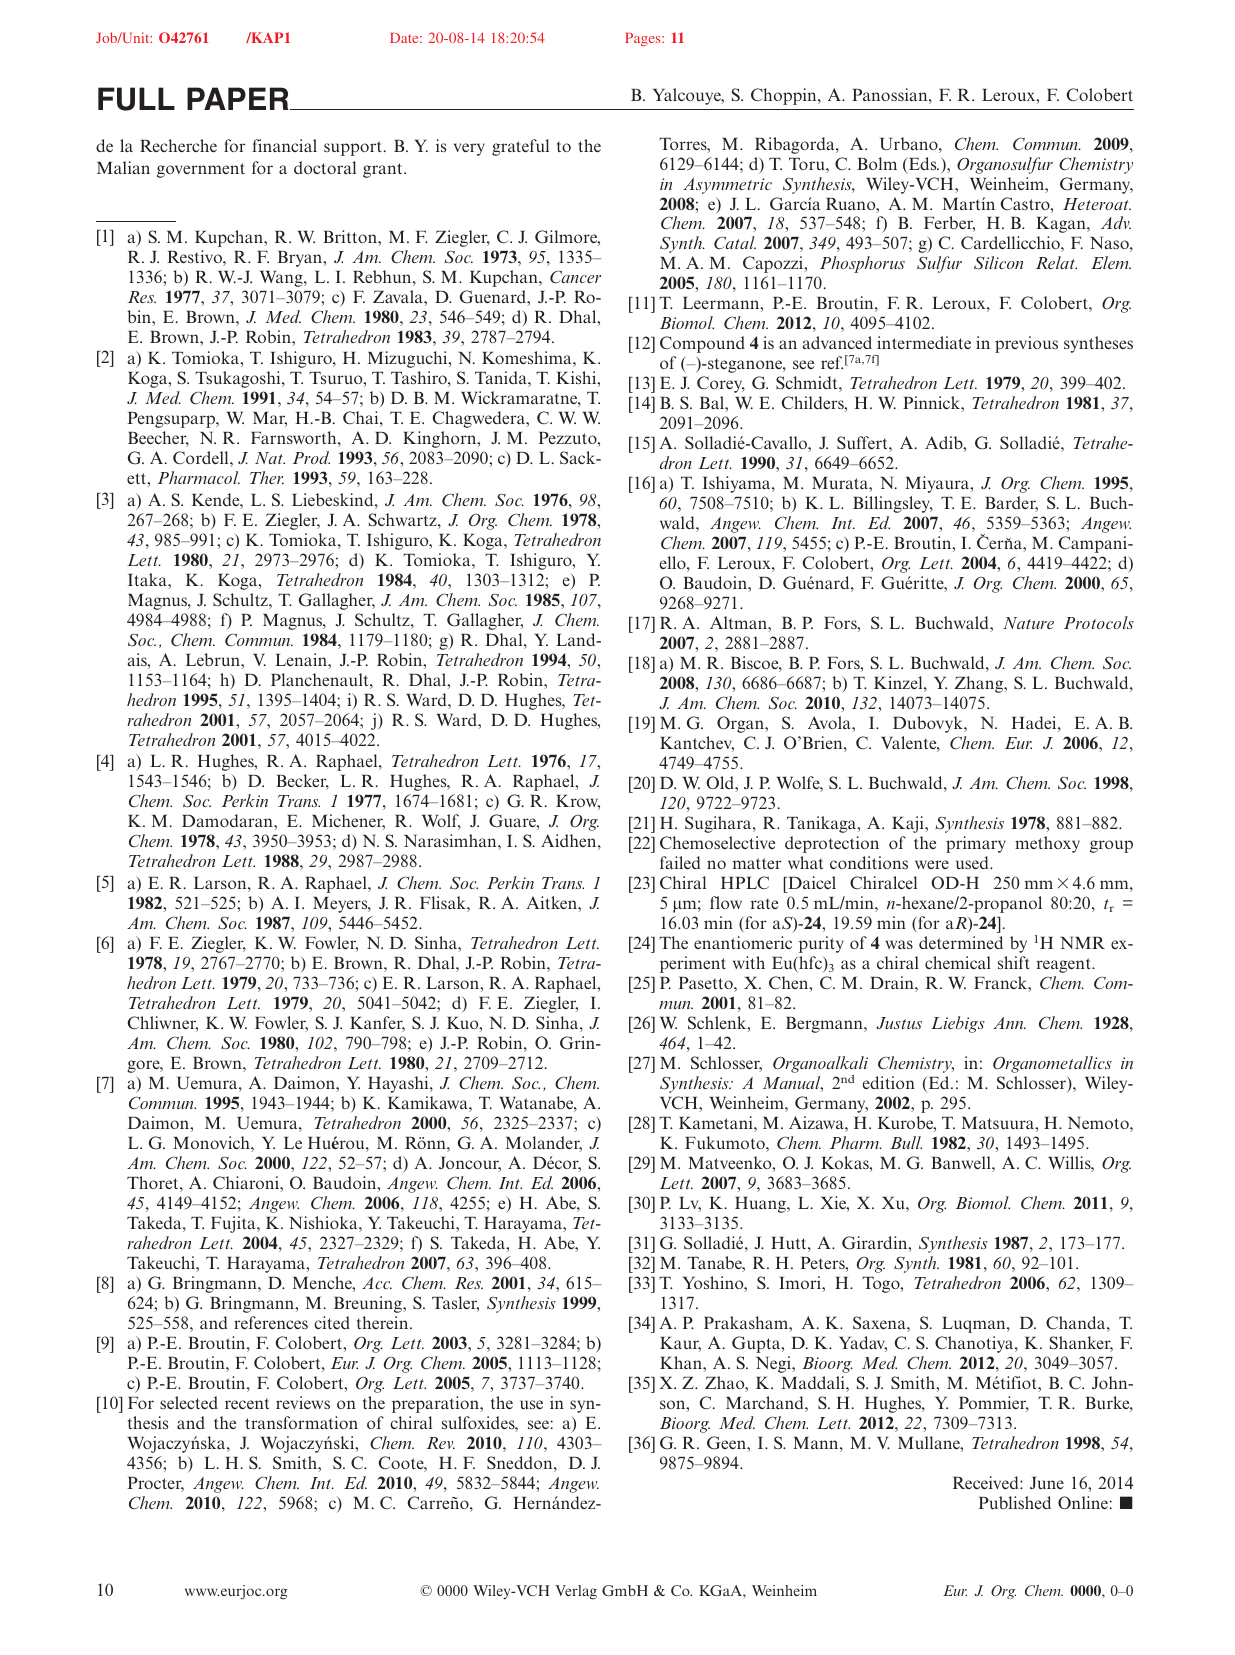 Job/Unit: O42761 /KAP1 Date: 20-08-14 18:20:54 Pages: 11
FULL PAPER
B. Yalcouye, S. Choppin, A. Panossian, F. R. Leroux, F. Colobert
de la Recherche for financial support. B. Y. is very grateful to the
Malian government for a doctoral grant.
[1] a) S. M. Kupchan, R. W. Britton, M. F. Ziegler, C. J. Gilmore,
R. J. Restivo, R. F. Bryan, J. Am. Chem. Soc. 1973, 95, 1335–
1336; b) R. W.-J. Wang, L. I. Rebhun, S. M. Kupchan, Cancer
Res. 1977, 37, 3071–3079; c) F. Zavala, D. Guenard, J.-P. Ro-
bin, E. Brown, J. Med. Chem. 1980, 23, 546–549; d) R. Dhal,
E. Brown, J.-P. Robin, Tetrahedron 1983, 39, 2787–2794.
[2] a) K. Tomioka, T. Ishiguro, H. Mizuguchi, N. Komeshima, K.
Koga, S. Tsukagoshi, T. Tsuruo, T. Tashiro, S. Tanida, T. Kishi,
J. Med. Chem. 1991, 34, 54–57; b) D. B. M. Wickramaratne, T.
Pengsuparp, W. Mar, H.-B. Chai, T. E. Chagwedera, C. W. W.
Beecher, N. R. Farnsworth, A. D. Kinghorn, J. M. Pezzuto,
G. A. Cordell, J. Nat. Prod. 1993, 56, 2083–2090; c) D. L. Sack-
ett, Pharmacol. Ther. 1993, 59, 163–228.
[3] a) A. S. Kende, L. S. Liebeskind, J. Am. Chem. Soc. 1976, 98,
267–268; b) F. E. Ziegler, J. A. Schwartz, J. Org. Chem. 1978,
43, 985–991; c) K. Tomioka, T. Ishiguro, K. Koga, Tetrahedron
Lett. 1980, 21, 2973–2976; d) K. Tomioka, T. Ishiguro, Y.
Itaka, K. Koga, Tetrahedron 1984, 40, 1303–1312; e) P.
Magnus, J. Schultz, T. Gallagher, J. Am. Chem. Soc. 1985, 107,
4984–4988; f) P. Magnus, J. Schultz, T. Gallagher, J. Chem.
Soc., Chem. Commun. 1984, 1179–1180; g) R. Dhal, Y. Land-
ais, A. Lebrun, V. Lenain, J.-P. Robin, Tetrahedron 1994, 50,
1153–1164; h) D. Planchenault, R. Dhal, J.-P. Robin, Tetra-
hedron 1995, 51, 1395–1404; i) R. S. Ward, D. D. Hughes, Tet-
rahedron 2001, 57, 2057–2064; j) R. S. Ward, D. D. Hughes,
Tetrahedron 2001, 57, 4015–4022.
[4] a) L. R. Hughes, R. A. Raphael, Tetrahedron Lett. 1976, 17,
1543–1546; b) D. Becker, L. R. Hughes, R. A. Raphael, J.
Chem. Soc. Perkin Trans. 1 1977, 1674–1681; c) G. R. Krow,
K. M. Damodaran, E. Michener, R. Wolf, J. Guare, J. Org.
Chem. 1978, 43, 3950–3953; d) N. S. Narasimhan, I. S. Aidhen,
Tetrahedron Lett. 1988, 29, 2987–2988.
[5] a) E. R. Larson, R. A. Raphael, J. Chem. Soc. Perkin Trans. 1
1982, 521–525; b) A. I. Meyers, J. R. Flisak, R. A. Aitken, J.
Am. Chem. Soc. 1987, 109, 5446–5452.
[6] a) F. E. Ziegler, K. W. Fowler, N. D. Sinha, Tetrahedron Lett.
1978, 19, 2767–2770; b) E. Brown, R. Dhal, J.-P. Robin, Tetra-
hedron Lett. 1979, 20, 733–736; c) E. R. Larson, R. A. Raphael,
Tetrahedron Lett. 1979, 20, 5041–5042; d) F. E. Ziegler, I.
Chliwner, K. W. Fowler, S. J. Kanfer, S. J. Kuo, N. D. Sinha, J.
Am. Chem. Soc. 1980, 102, 790–798; e) J.-P. Robin, O. Grin-
gore, E. Brown, Tetrahedron Lett. 1980, 21, 2709–2712.
[7] a) M. Uemura, A. Daimon, Y. Hayashi, J. Chem. Soc., Chem.
Commun. 1995, 1943–1944; b) K. Kamikawa, T. Watanabe, A.
Daimon, M. Uemura, Tetrahedron 2000, 56, 2325–2337; c)
L. G. Monovich, Y. Le Huérou, M. Rönn, G. A. Molander, J.
Am. Chem. Soc. 2000, 122, 52–57; d) A. Joncour, A. Décor, S.
Thoret, A. Chiaroni, O. Baudoin, Angew. Chem. Int. Ed. 2006,
45, 4149–4152; Angew. Chem. 2006, 118, 4255; e) H. Abe, S.
Takeda, T. Fujita, K. Nishioka, Y. Takeuchi, T. Harayama, Tet-
rahedron Lett. 2004, 45, 2327–2329; f) S. Takeda, H. Abe, Y.
Takeuchi, T. Harayama, Tetrahedron 2007, 63, 396–408.
[8] a) G. Bringmann, D. Menche, Acc. Chem. Res. 2001, 34, 615–
624; b) G. Bringmann, M. Breuning, S. Tasler, Synthesis 1999,
525–558, and references cited therein.
[9] a) P.-E. Broutin, F. Colobert, Org. Lett. 2003, 5, 3281–3284; b)
P.-E. Broutin, F. Colobert, Eur. J. Org. Chem. 2005, 1113–1128;
c) P.-E. Broutin, F. Colobert, Org. Lett. 2005, 7, 3737–3740.
[10] For selected recent reviews on the preparation, the use in syn-
thesis and the transformation of chiral sulfoxides, see: a) E.
Wojaczyńska, J. Wojaczyński, Chem. Rev. 2010, 110, 4303–
4356; b) L. H. S. Smith, S. C. Coote, H. F. Sneddon, D. J.
Procter, Angew. Chem. Int. Ed. 2010, 49, 5832–5844; Angew.
Chem. 2010, 122, 5968; c) M. C. Carreño, G. Hernández-
Torres, M. Ribagorda, A. Urbano, Chem. Commun. 2009,
6129–6144; d) T. Toru, C. Bolm (Eds.), Organosulfur Chemistry
in Asymmetric Synthesis, Wiley-VCH, Weinheim, Germany,
2008; e) J. L. García Ruano, A. M. Martín Castro, Heteroat.
Chem. 2007, 18, 537–548; f) B. Ferber, H. B. Kagan, Adv.
Synth. Catal. 2007, 349, 493–507; g) C. Cardellicchio, F. Naso,
M. A. M. Capozzi, Phosphorus Sulfur Silicon Relat. Elem.
2005, 180, 1161–1170.
[11] T. Leermann, P.-E. Broutin, F. R. Leroux, F. Colobert, Org.
Biomol. Chem. 2012, 10, 4095–4102.
[12] Compound 4 is an advanced intermediate in previous syntheses
of (–)-steganone, see ref.[7a,7f]
[13] E. J. Corey, G. Schmidt, Tetrahedron Lett. 1979, 20, 399–402.
[14] B. S. Bal, W. E. Childers, H. W. Pinnick, Tetrahedron 1981, 37,
2091–2096.
[15] A. Solladié-Cavallo, J. Suffert, A. Adib, G. Solladié, Tetrahe-
dron Lett. 1990, 31, 6649–6652.
[16] a) T. Ishiyama, M. Murata, N. Miyaura, J. Org. Chem. 1995,
60, 7508–7510; b) K. L. Billingsley, T. E. Barder, S. L. Buch-
wald, Angew. Chem. Int. Ed. 2007, 46, 5359–5363; Angew.
Chem. 2007, 119, 5455; c) P.-E. Broutin, I. Čerňa, M. Campani-
ello, F. Leroux, F. Colobert, Org. Lett. 2004, 6, 4419–4422; d)
O. Baudoin, D. Guénard, F. Guéritte, J. Org. Chem. 2000, 65,
9268–9271.
[17] R. A. Altman, B. P. Fors, S. L. Buchwald, Nature Protocols
2007, 2, 2881–2887.
[18] a) M. R. Biscoe, B. P. Fors, S. L. Buchwald, J. Am. Chem. Soc.
2008, 130, 6686–6687; b) T. Kinzel, Y. Zhang, S. L. Buchwald,
J. Am. Chem. Soc. 2010, 132, 14073–14075.
[19] M. G. Organ, S. Avola, I. Dubovyk, N. Hadei, E. A. B.
Kantchev, C. J. O'Brien, C. Valente, Chem. Eur. J. 2006, 12,
4749–4755.
[20] D. W. Old, J. P. Wolfe, S. L. Buchwald, J. Am. Chem. Soc. 1998,
120, 9722–9723.
[21] H. Sugihara, R. Tanikaga, A. Kaji, Synthesis 1978, 881–882.
[22] Chemoselective deprotection of the primary methoxy group
failed no matter what conditions were used.
[23] Chiral HPLC [Daicel Chiralcel OD-H 250 mm × 4.6 mm,
5 μm; flow rate 0.5 mL/min, n-hexane/2-propanol 80:20, tr =
16.03 min (for aS)-24, 19.59 min (for aR)-24].
[24] The enantiomeric purity of 4 was determined by 1H NMR ex-
periment with Eu(hfc)3 as a chiral chemical shift reagent.
[25] P. Pasetto, X. Chen, C. M. Drain, R. W. Franck, Chem. Com-
mun. 2001, 81–82.
[26] W. Schlenk, E. Bergmann, Justus Liebigs Ann. Chem. 1928,
464, 1–42.
[27] M. Schlosser, Organoalkali Chemistry, in: Organometallics in
Synthesis: A Manual, 2nd edition (Ed.: M. Schlosser), Wiley-
VCH, Weinheim, Germany, 2002, p. 295.
[28] T. Kametani, M. Aizawa, H. Kurobe, T. Matsuura, H. Nemoto,
K. Fukumoto, Chem. Pharm. Bull. 1982, 30, 1493–1495.
[29] M. Matveenko, O. J. Kokas, M. G. Banwell, A. C. Willis, Org.
Lett. 2007, 9, 3683–3685.
[30] P. Lv, K. Huang, L. Xie, X. Xu, Org. Biomol. Chem. 2011, 9,
3133–3135.
[31] G. Solladié, J. Hutt, A. Girardin, Synthesis 1987, 2, 173–177.
[32] M. Tanabe, R. H. Peters, Org. Synth. 1981, 60, 92–101.
[33] T. Yoshino, S. Imori, H. Togo, Tetrahedron 2006, 62, 1309–
1317.
[34] A. P. Prakasham, A. K. Saxena, S. Luqman, D. Chanda, T.
Kaur, A. Gupta, D. K. Yadav, C. S. Chanotiya, K. Shanker, F.
Khan, A. S. Negi, Bioorg. Med. Chem. 2012, 20, 3049–3057.
[35] X. Z. Zhao, K. Maddali, S. J. Smith, M. Métifiot, B. C. John-
son, C. Marchand, S. H. Hughes, Y. Pommier, T. R. Burke,
Bioorg. Med. Chem. Lett. 2012, 22, 7309–7313.
[36] G. R. Geen, I. S. Mann, M. V. Mullane, Tetrahedron 1998, 54,
9875–9894.
Received: June 16, 2014
Published Online: ■
10 www.eurjoc.org © 0000 Wiley-VCH Verlag GmbH & Co. KGaA, Weinheim Eur. J. Org. Chem. 0000, 0–0